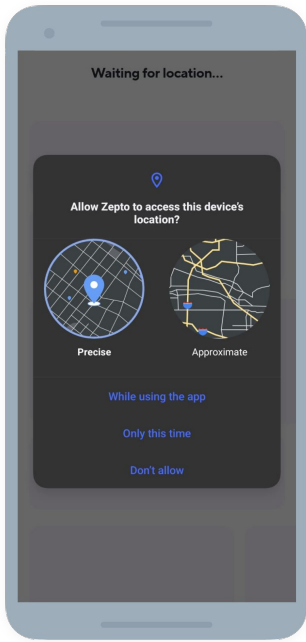 Waiting for location...
Allow Zepto to access this device's
location?
Precise
Approximate
While using the app
Only this time
Don't allow